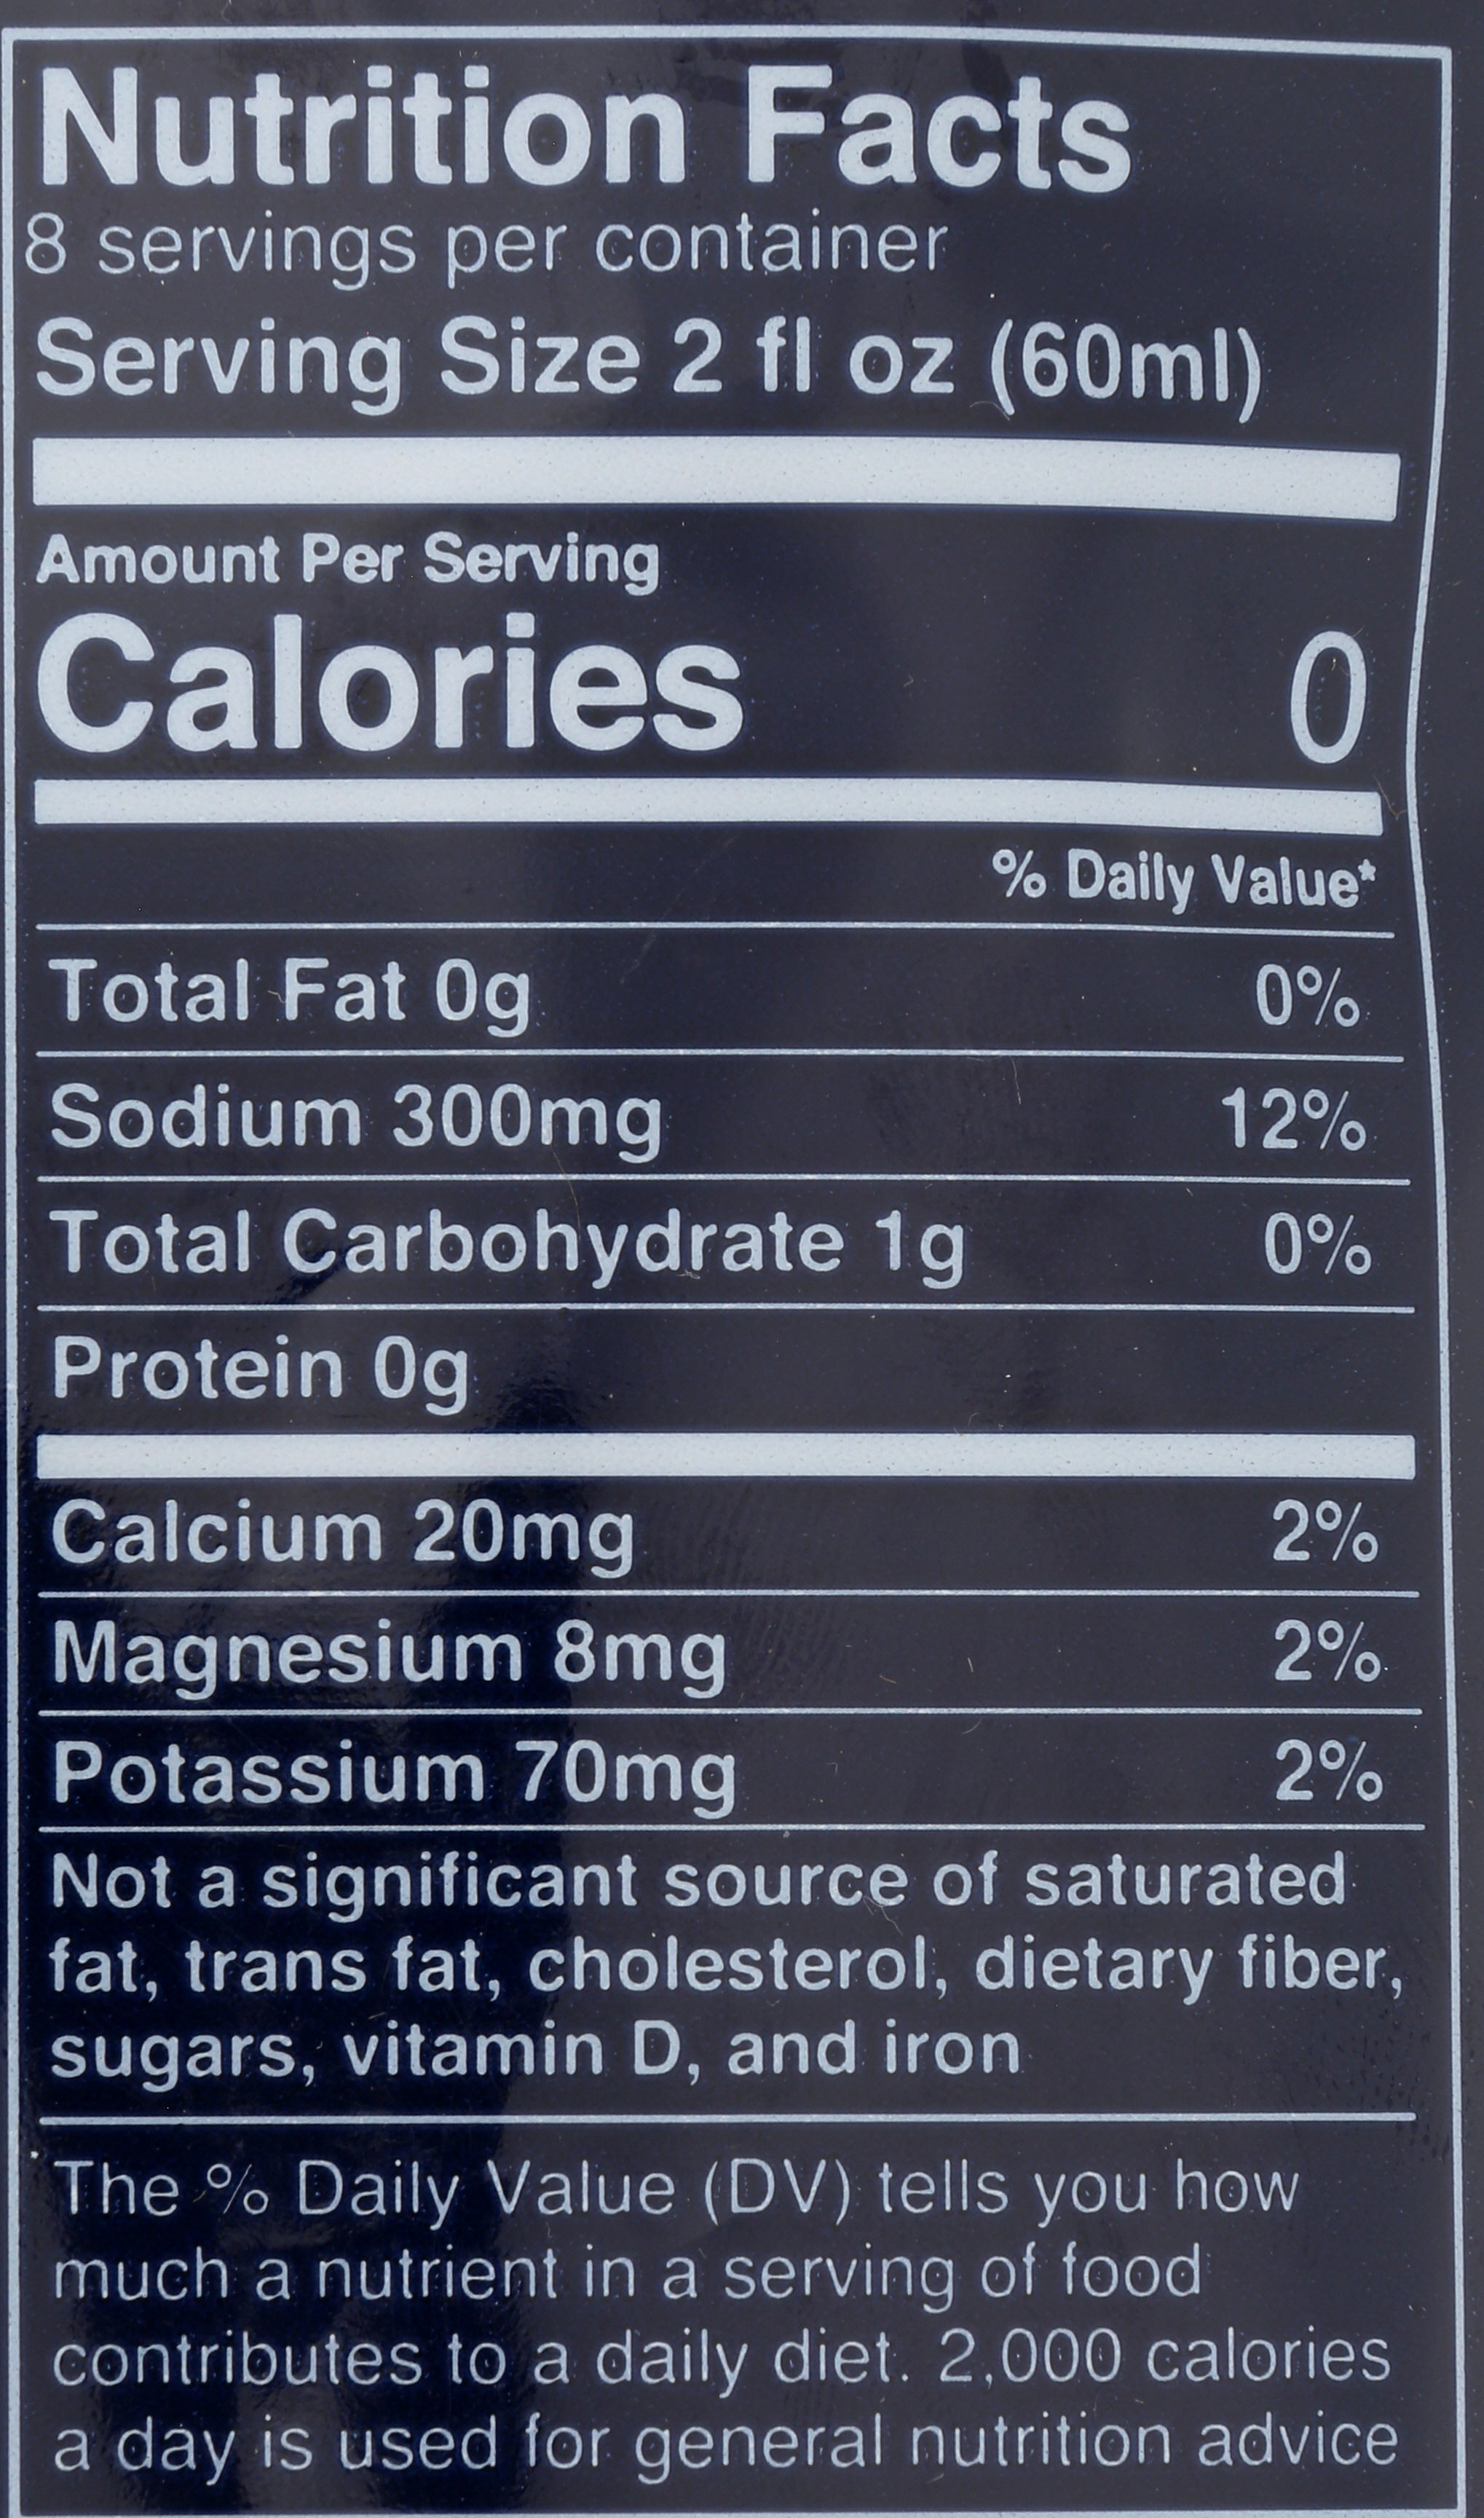 Nutrition Facts
8 servings per container
Serving Size 2 fl oz (60ml)
Amount Per Serving
Calories 0
% Daily Value*
Total Fat 0g 0%
Sodium 300mg 12%
Total Carbohydrate 1g 0%
Protein 0g
Calcium 20mg 2%
Magnesium 8mg 2%
Potassium 70mg 2%
Not a significant source of saturated
fat, trans fat, cholesterol, dietary fiber,
sugars, vitamin D, and iron
The % Daily Value (DV) tells you how
much a nutrient in a serving of food
contributes to a daily diet. 2,000 calories
a day is used for general nutrition advice